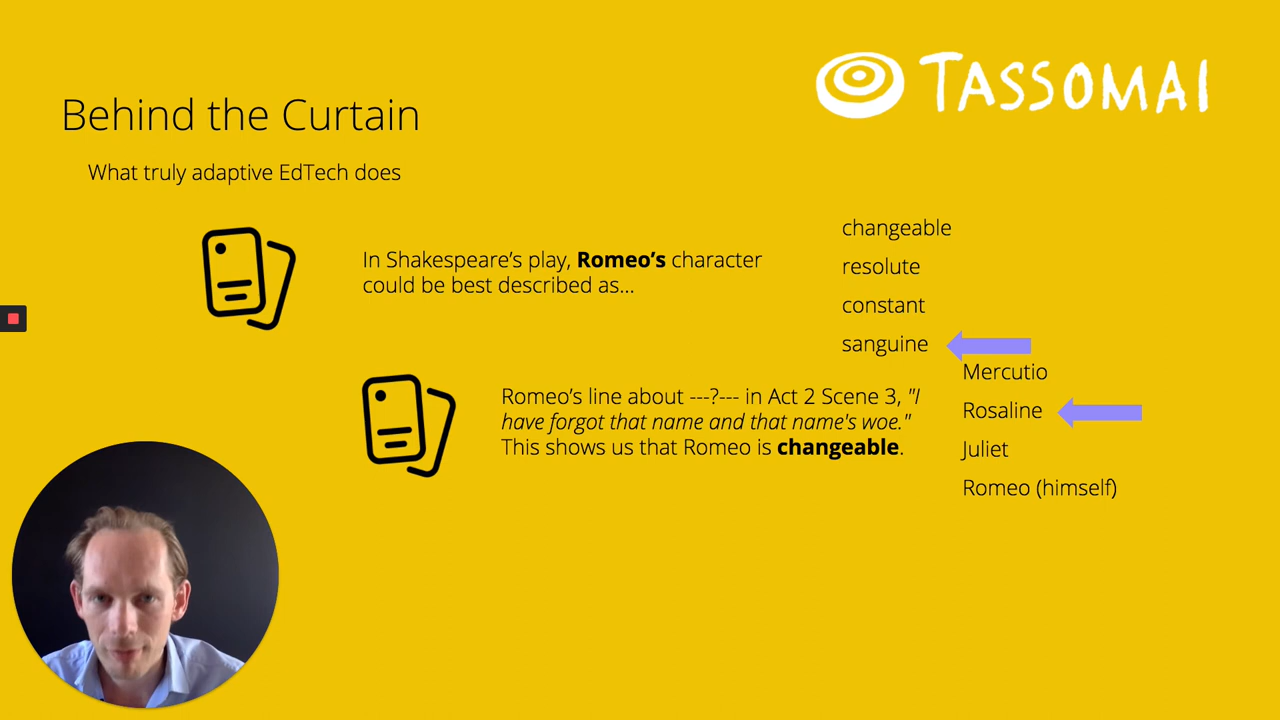 TASSOMAI
Behind the Curtain
What truly adaptive EdTech does
In Shakespeare's play, Romeo's character
could be best described as...
changeable
resolute
constant
sanguine
Romeo's line about ---?--- in Act 2 Scene 3, "I
have forgot that name and that name's woe."
This shows us that Romeo is changeable.
Mercutio
Rosaline
Juliet
Romeo (himself)